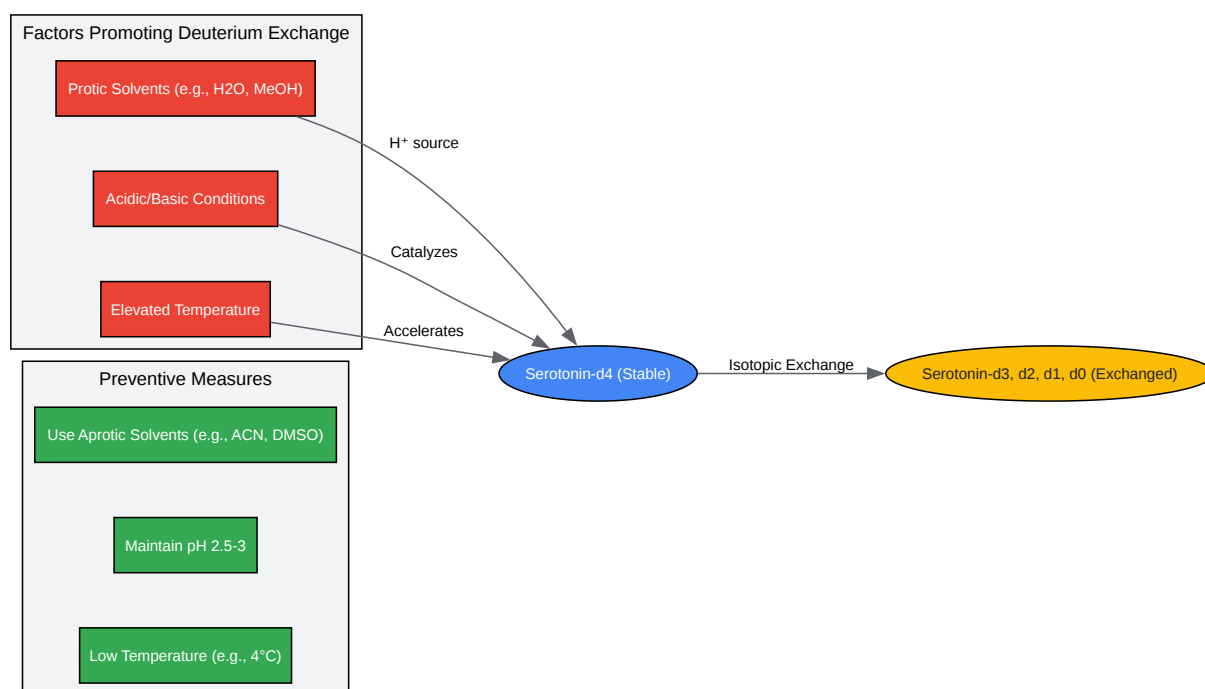 Factors Promoting Deuterium Exchange
Protic Solvents (e.g., H2O, MeOH)
H⁺ source
Acidic/Basic Conditions
Catalyzes
Elevated Temperature
Accelerates
Serotonin-d4 (Stable)
Isotopic Exchange
Serotonin-d3, d2, d1, d0 (Exchanged)
Preventive Measures
Use Aprotic Solvents (e.g., ACN, DMSO)
Maintain pH 2.5-3
Low Temperature (e.g., 4°C)